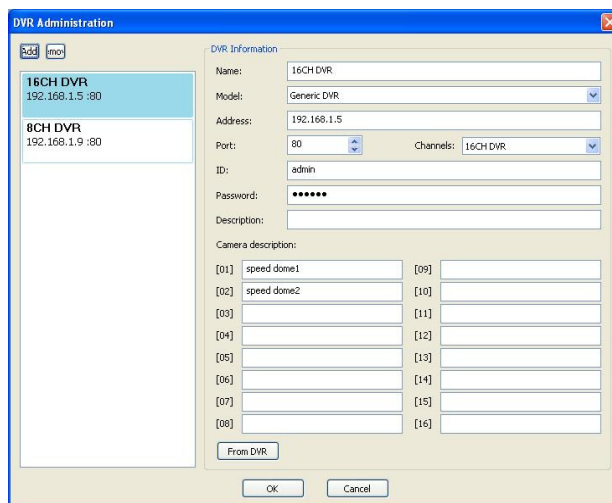 DVR Administration
Add emov
16CH DVR
192.168.1.5 :80
8CH DVR
192.168.1.9 :80
DVR Information
Name: 16CH DVR
Model: Generic DVR
Address: 192.168.1.5
Port: 80 Channels: 16CH DVR
ID: admin
Password: ●●●●●●
Description:
Camera description:
[01] speed dome1 [09]
[02] speed dome2 [10]
[03] [11]
[04] [12]
[05] [13]
[06] [14]
[07] [15]
[08] [16]
From DVR
OK Cancel